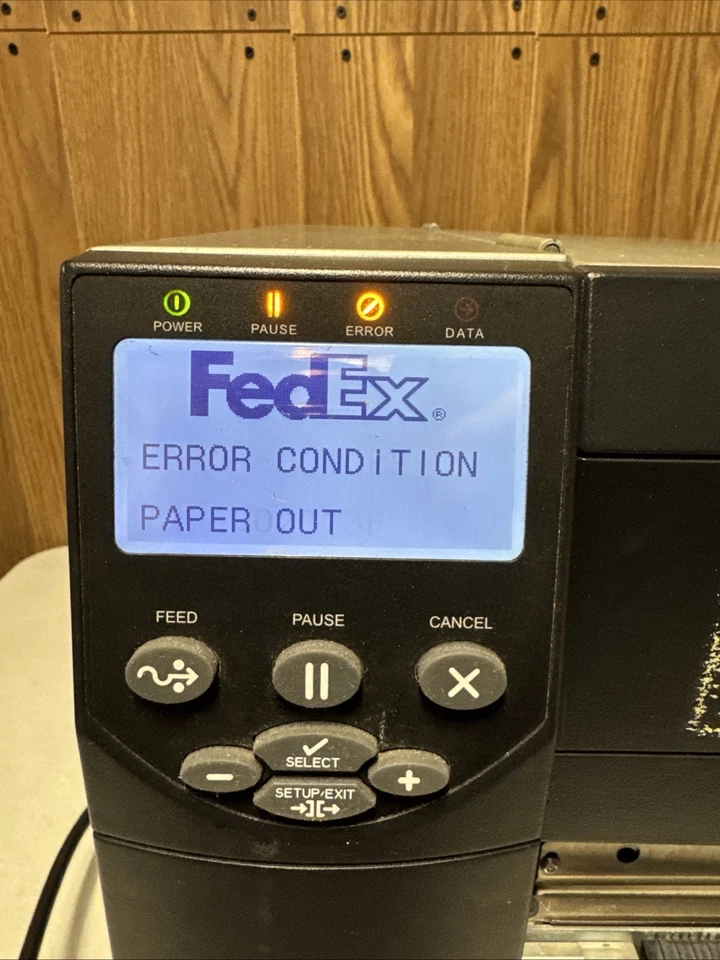 POWER PAUSE ERROR DATA
FedEx®
ERROR CONDiTION
PAPER OUT
FEED PAUSE CANCEL
SELECT
SETUP/EXIT